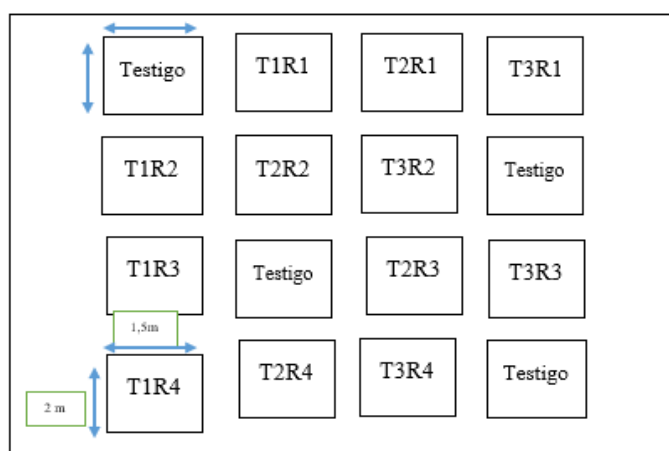 Testigo
T1R1
T2R1
T3R1
T1R2
T2R2
T3R2
Testigo
T1R3
Testigo
T2R3
T3R3
1,5m
T1R4
T2R4
T3R4
Testigo
2 m